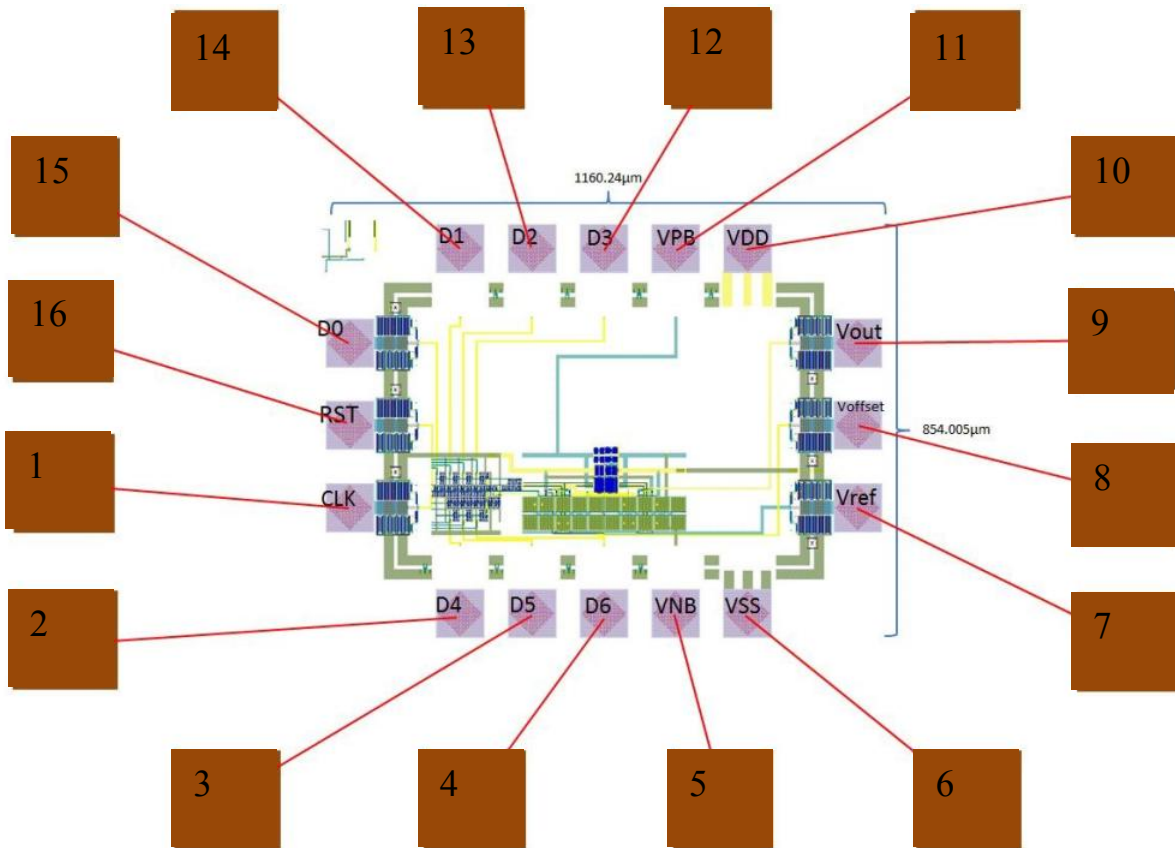 14
13
12
11
15
10
1160.24µm
D1
D2
D3
VPB
VDD
16
9
D0
Vout
RST
Voffset
854.005µm
1
8
CLK
Vref
2
7
D4
D5
D6
VNB
VSS
3
4
5
6